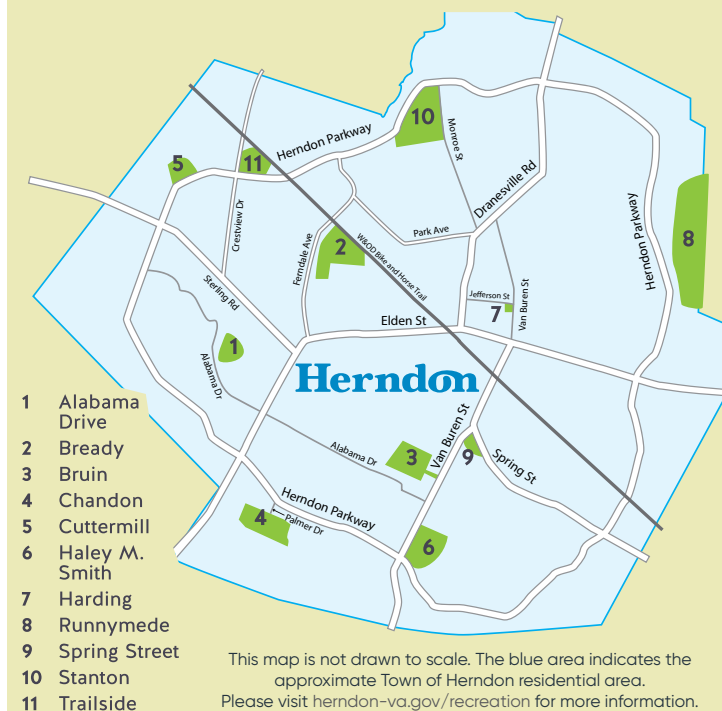 10
Monroe St
Herndon Parkway
5
11
Dranesville Rd
Crestview Dr
Park Ave
Herndon Parkway
8
Ferndale Ave
2
W&OD Bike and Horse Trail
Sterling Rd
Jefferson St
7
Van Buren St
Elden St
1
Alabama Dr
Herndon
Van Buren St
Alabama Dr
3
9
Spring St
Herndon Parkway
4
Palmer Dr
6
1 Alabama
Drive
2 Bready
3 Bruin
4 Chandon
5 Cuttermill
6 Haley M.
Smith
7 Harding
8 Runnymede
9 Spring Street
10 Stanton
11 Trailside
This map is not drawn to scale. The blue area indicates the
approximate Town of Herndon residential area.
Please visit herndon-va.gov/recreation for more information.